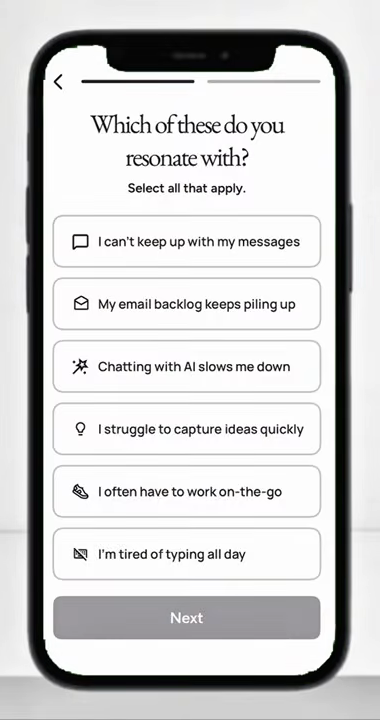 Which of these do you
resonate with?
Select all that apply.
I can't keep up with my messages
My email backlog keeps piling up
Chatting with AI slows me down
I struggle to capture ideas quickly
I often have to work on-the-go
I'm tired of typing all day
Next